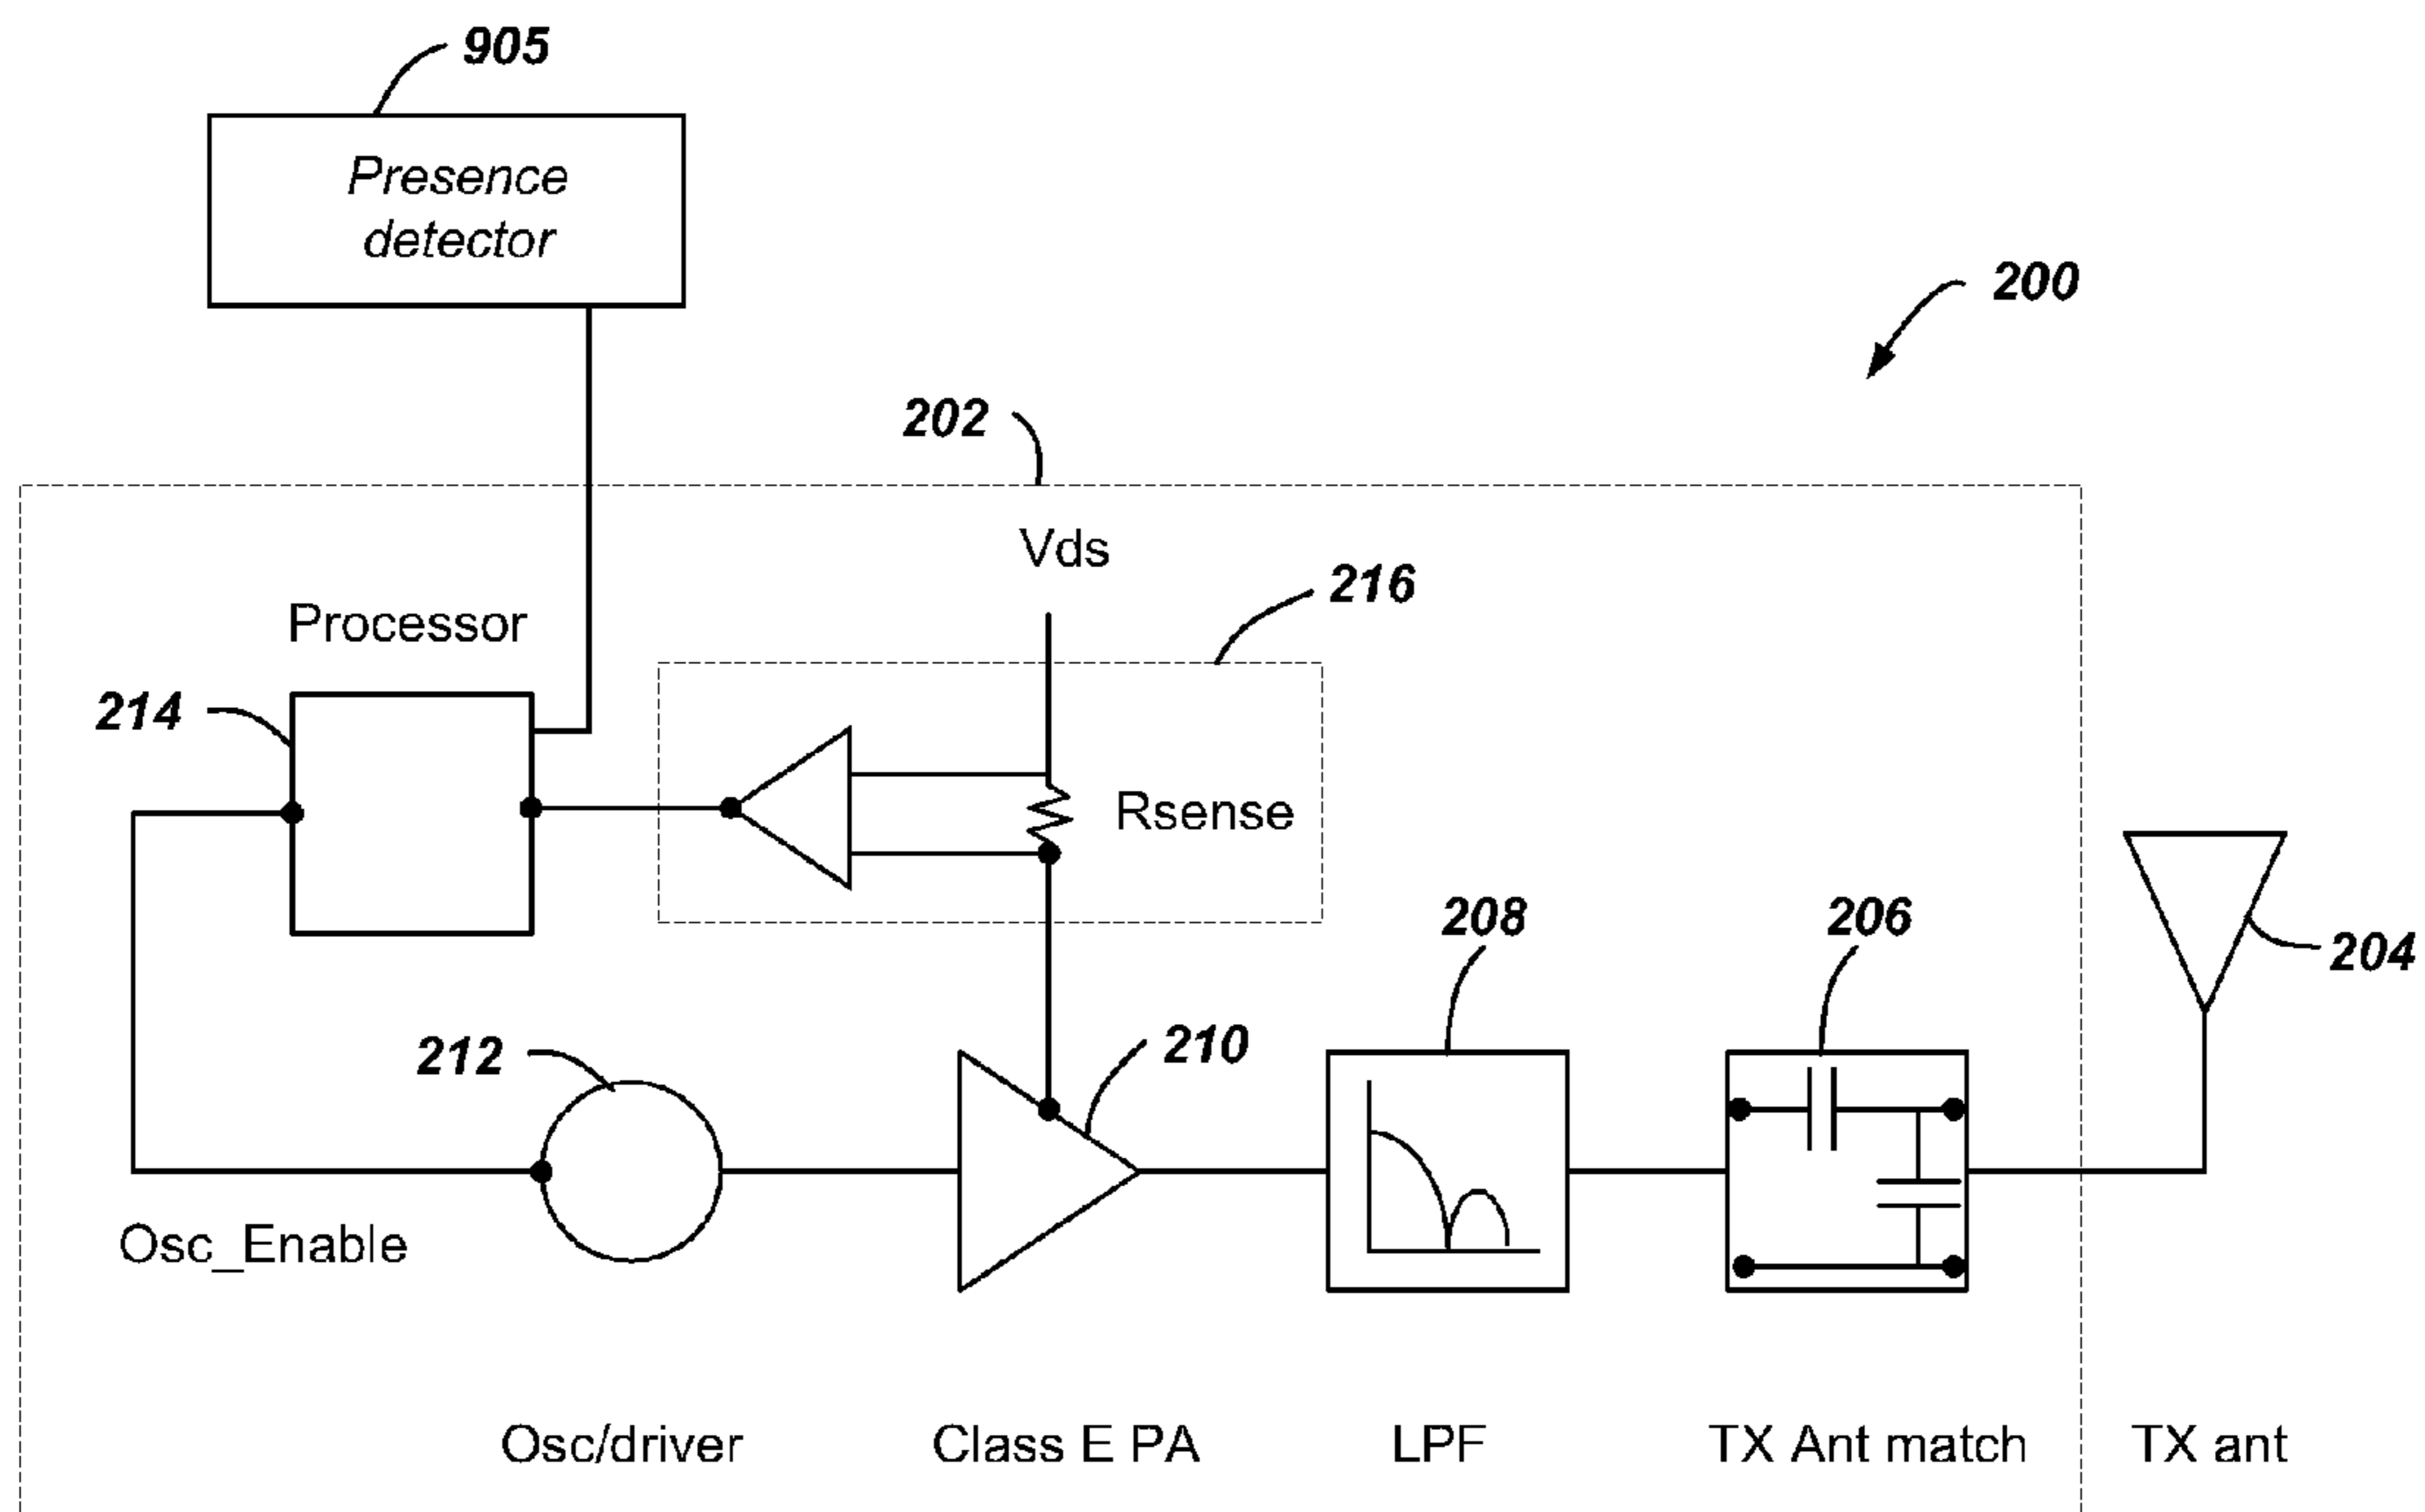 905
Presence
detector
200
202
Vds
216
Processor
214
Rsense
208
206
204
212
210
Osc_Enable
Osc/driver
Class E PA
LPF
TX Ant match
TX ant